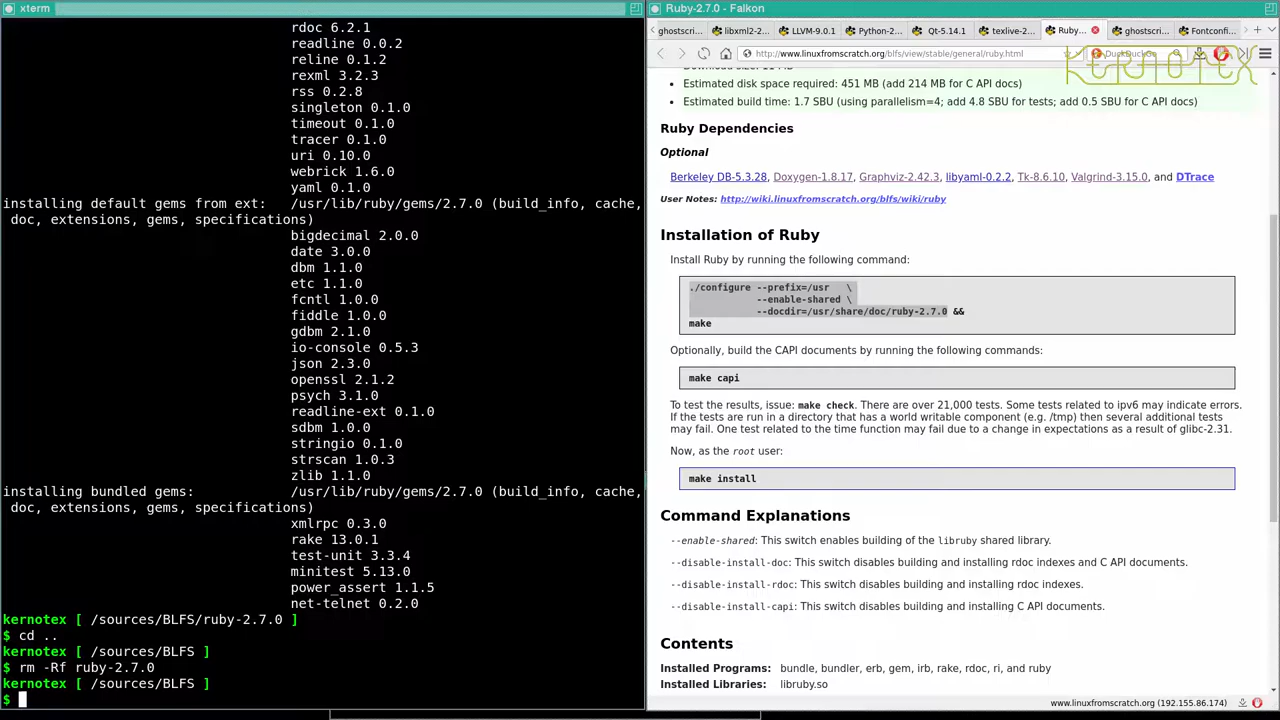 xterm
rdoc 6.2.1
readline 0.0.2
reline 0.1.2
rexml 3.2.3
rss 0.2.8
singleton 0.1.0
timeout 0.1.0
tracer 0.1.0
uri 0.10.0
webrick 1.6.0
yaml 0.1.0
installing default gems from ext:   /usr/lib/ruby/gems/2.7.0 (build_info, cache,
doc, extensions, gems, specifications)
bigdecimal 2.0.0
date 3.0.0
dbm 1.1.0
etc 1.1.0
fcntl 1.0.0
fiddle 1.0.0
gdbm 2.1.0
io-console 0.5.3
json 2.3.0
openssl 2.1.2
psych 3.1.0
readline-ext 0.1.0
sdbm 1.0.0
stringio 0.1.0
strscan 1.0.3
zlib 1.1.0
installing bundled gems:            /usr/lib/ruby/gems/2.7.0 (build_info, cache,
doc, extensions, gems, specifications)
xmlrpc 0.3.0
rake 13.0.1
test-unit 3.3.4
minitest 5.13.0
power_assert 1.1.5
net-telnet 0.2.0
kernotex [ /sources/BLFS/ruby-2.7.0 ]
$ cd ..
kernotex [ /sources/BLFS ]
$ rm -Rf ruby-2.7.0
kernotex [ /sources/BLFS ]
$
Ruby-2.7.0 - Falkon
ghostscri libxml2-2... LLVM-9.0.1 Python-2... Qt-5.14.1 texlive-2... Ruby... ghostscri... Fontconfi...
http://www.linuxfromscratch.org/blfs/view/stable/general/ruby.html DuckDuckGo
KERNOTEX
Estimated disk space required: 451 MB (add 214 MB for C API docs)
Estimated build time: 1.7 SBU (using parallelism=4; add 4.8 SBU for tests; add 0.5 SBU for C API docs)
Ruby Dependencies
Optional
Berkeley DB-5.3.28, Doxygen-1.8.17, Graphviz-2.42.3, libyaml-0.2.2, Tk-8.6.10, Valgrind-3.15.0, and DTrace
User Notes: http://wiki.linuxfromscratch.org/blfs/wiki/ruby
Installation of Ruby
Install Ruby by running the following command:
./configure --prefix=/usr   \
--enable-shared \
--docdir=/usr/share/doc/ruby-2.7.0 &&
make
Optionally, build the CAPI documents by running the following commands:
make capi
To test the results, issue: make check. There are over 21,000 tests. Some tests related to ipv6 may indicate errors.
If the tests are run in a directory that has a world writable component (e.g. /tmp) then several additional tests
may fail. One test related to the time function may fail due to a change in expectations as a result of glibc-2.31.
Now, as the root user:
make install
Command Explanations
--enable-shared: This switch enables building of the libruby shared library.
--disable-install-doc: This switch disables building and installing rdoc indexes and C API documents.
--disable-install-rdoc: This switch disables building and installing rdoc indexes.
--disable-install-capi: This switch disables building and installing C API documents.
Contents
Installed Programs: bundle, bundler, erb, gem, irb, rake, rdoc, ri, and ruby
Installed Libraries: libruby.so
www.linuxfromscratch.org (192.155.86.174)